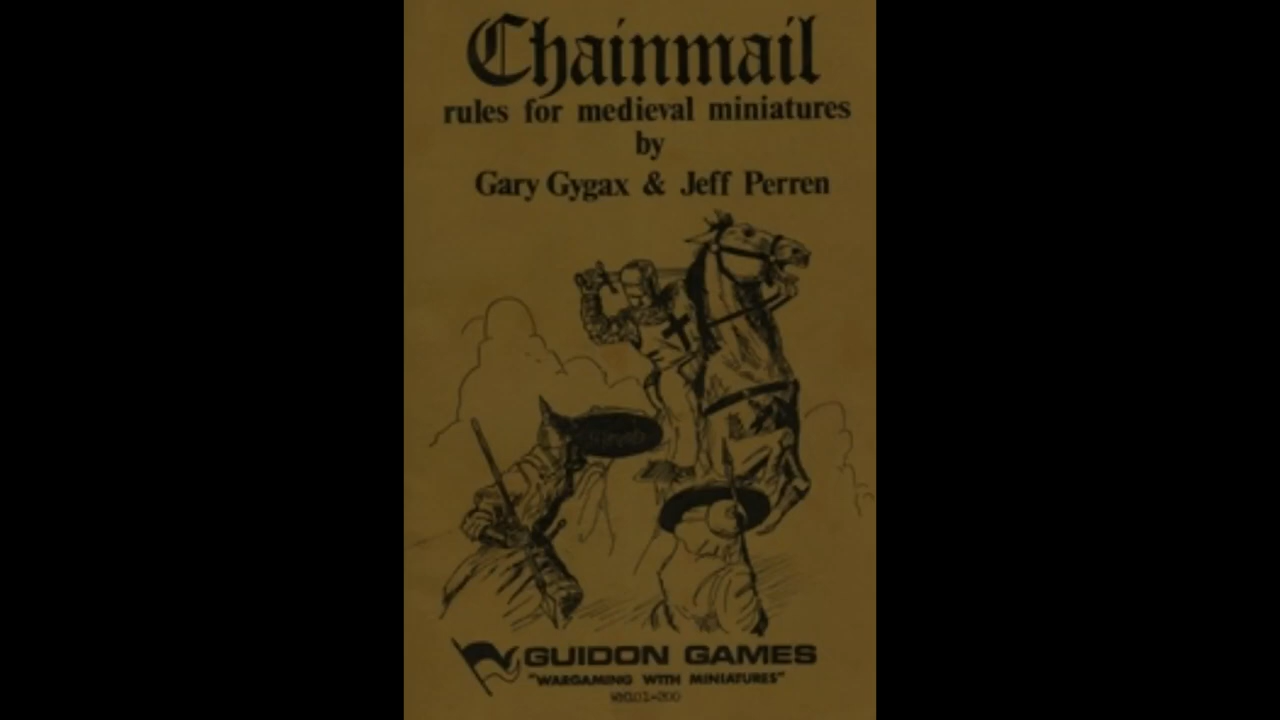 Chainmail
rules for medieval miniatures
by
Gary Gygax & Jeff Perren
GUIDON GAMES
"WARGAMING WITH MINIATURES"